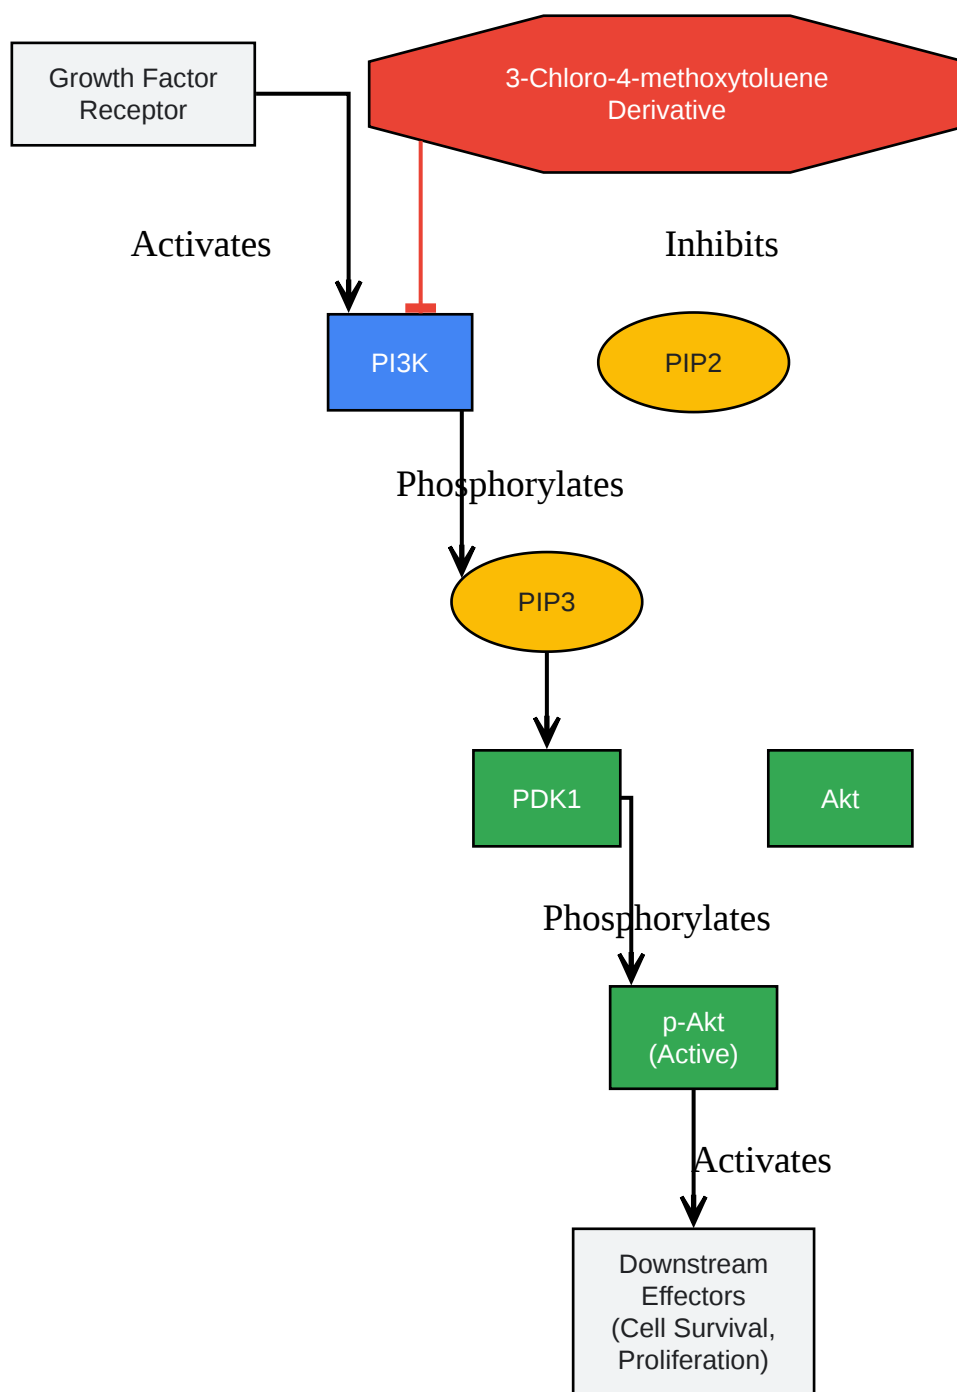 Growth Factor
Receptor
3-Chloro-4-methoxytoluene
Derivative
Activates
Inhibits
PI3K
PIP2
Phosphorylates
PIP3
PDK1
Akt
Phosphorylates
p-Akt
(Active)
Activates
Downstream
Effectors
(Cell Survival,
Proliferation)